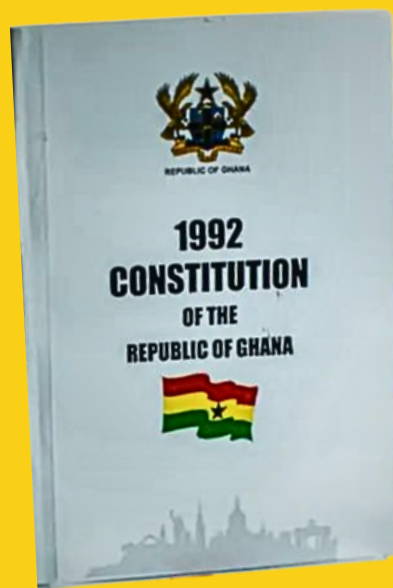 REPUBLIC OF GHANA
1992
CONSTITUTION
OF THE
REPUBLIC OF GHANA